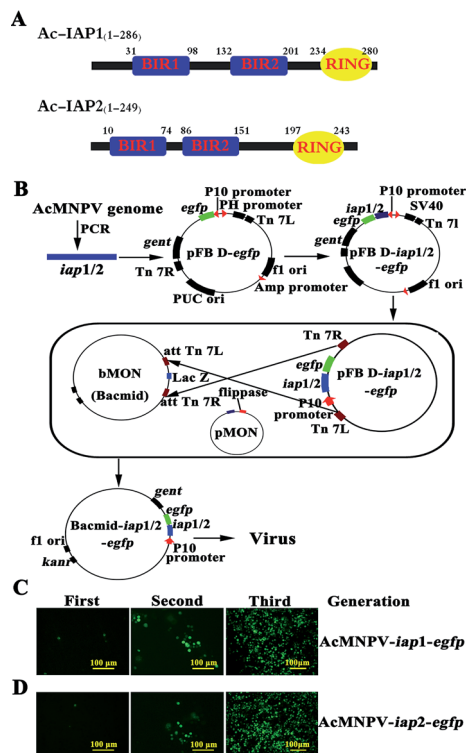 A
Ac-IAP1(1-286)
31 98 132 201 234 280
BIR1 BIR2 RING
Ac-IAP2(1-249)
10 74 86 151 197 243
BIR1 BIR2 RING
B
AcMNPV genome
PCR
iap1/2
P10 promoter
egfp PH promoter
Tn 7L
gent
pFB D-egfp
Tn 7R
f1 ori
Amp promoter
PUC ori
P10 promoter
iap1/2 SV40
egfp Tn 7l
gent
pFB D-iap1/2
-egfp
f1 ori
Tn 7R
att Tn 7L
bMON
(Bacmid)
Lac Z
att Tn 7R
flippase
pMON
egfp
iap1/2
pFB D-iap1/2
-egfp
P10
promoter
Tn 7L
gent
egfp
iap1/2
Bacmid-iap1/2
-egfp
f1 ori
kanr
P10
promoter
Virus
C
First Second Third Generation
100 µm 100 µm 100 µm
AcMNPV-iap1-egfp
D
100 µm 100 µm 100 µm
AcMNPV-iap2-egfp